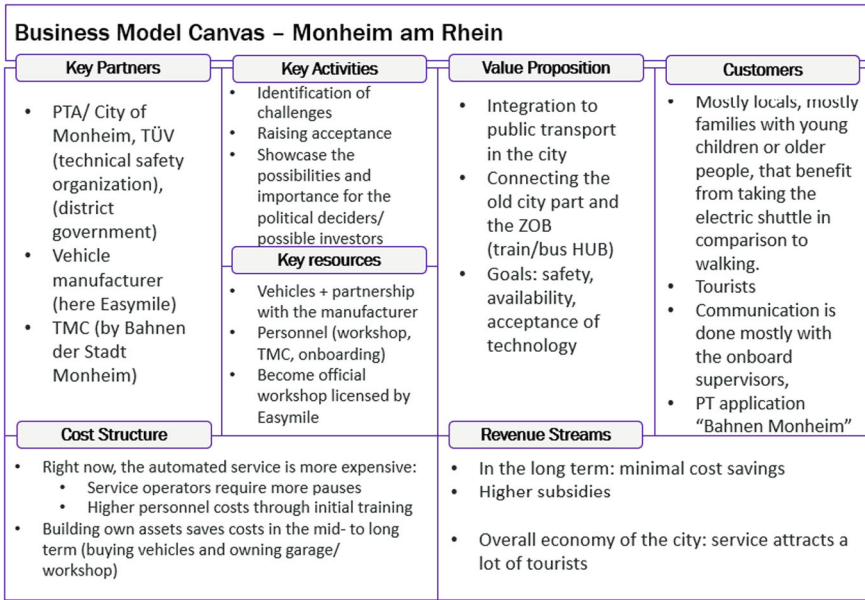 Business Model Canvas – Monheim am Rhein
Key Partners
• PTA/ City of
Monheim, TÜV
(technical safety
organization),
(district
government)
• Vehicle
manufacturer
(here Easymile)
• TMC (by Bahnen
der Stadt
Monheim)
Key Activities
• Identification of
challenges
• Raising acceptance
• Showcase the
possibilities and
importance for the
political deciders/
possible investors
Key resources
• Vehicles + partnership
with the manufacturer
• Personnel (workshop,
TMC, onboarding)
• Become official
workshop licensed by
Easymile
Value Proposition
• Integration to
public transport
in the city
• Connecting the
old city part and
the ZOB
(train/bus HUB)
• Goals: safety,
availability,
acceptance of
technology
Customers
• Mostly locals, mostly
families with young
children or older
people, that benefit
from taking the
electric shuttle in
comparison to
walking.
• Tourists
• Communication is
done mostly with
the onboard
supervisors,
• PT application
“Bahnen Monheim”
Cost Structure
• Right now, the automated service is more expensive:
• Service operators require more pauses
• Higher personnel costs through initial training
• Building own assets saves costs in the mid- to long
term (buying vehicles and owning garage/
workshop)
Revenue Streams
• In the long term: minimal cost savings
• Higher subsidies
• Overall economy of the city: service attracts a
lot of tourists